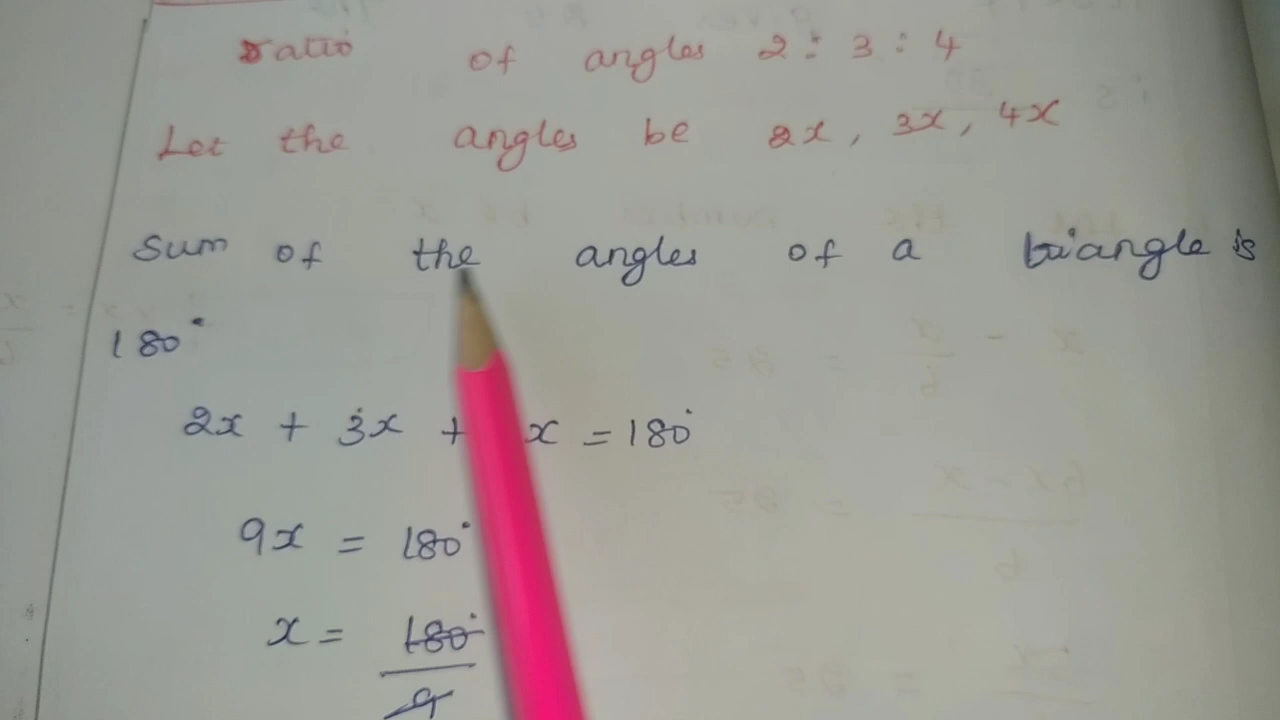 ratio of angles 2 : 3 : 4
Let the angles be 2x, 3x, 4x
Sum of the angles of a triangle is
180°
2x + 3x + x = 180°
9x = 180°
x = 180°
9